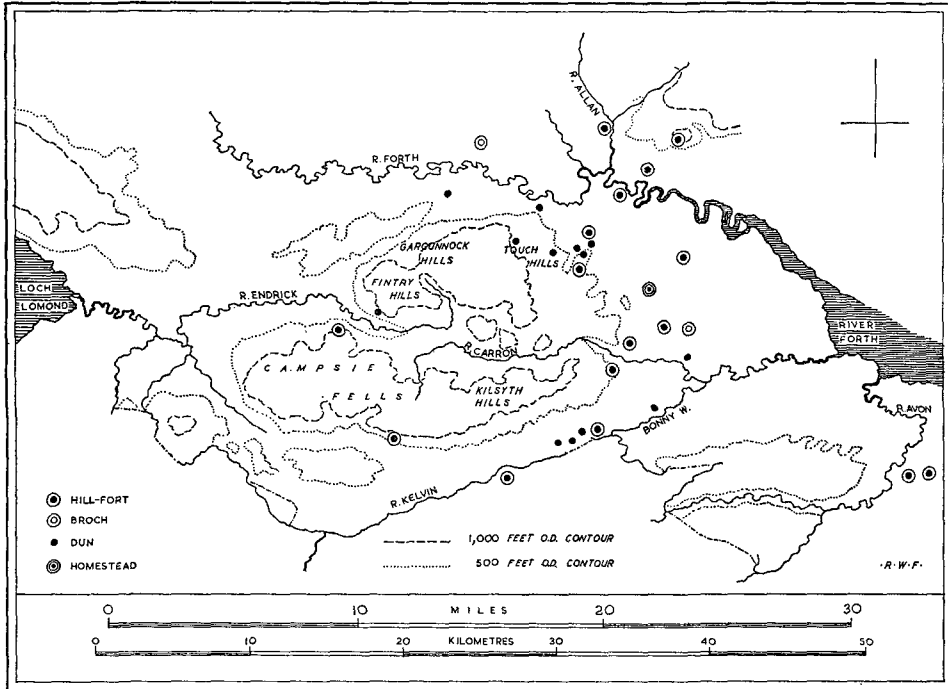 R. ALLAN
R. FORTH
GARGUNNOCK
HILLS
TOUCH
HILLS
FINTRY
HILLS
LOCH
LOMOND
R. ENDRICK
RIVER
FORTH
R. CARRON
CAMPSIE
FELLS
KILSYTH
HILLS
BONNY W.
R. AVON
R. KELVIN
HILL-FORT
BROCH
DUN
HOMESTEAD
1,000 FEET O.D. CONTOUR
500 FEET O.D. CONTOUR
·R·W·F·
0 MILES 20 30
0 10 20 KILOMETRES 40 50